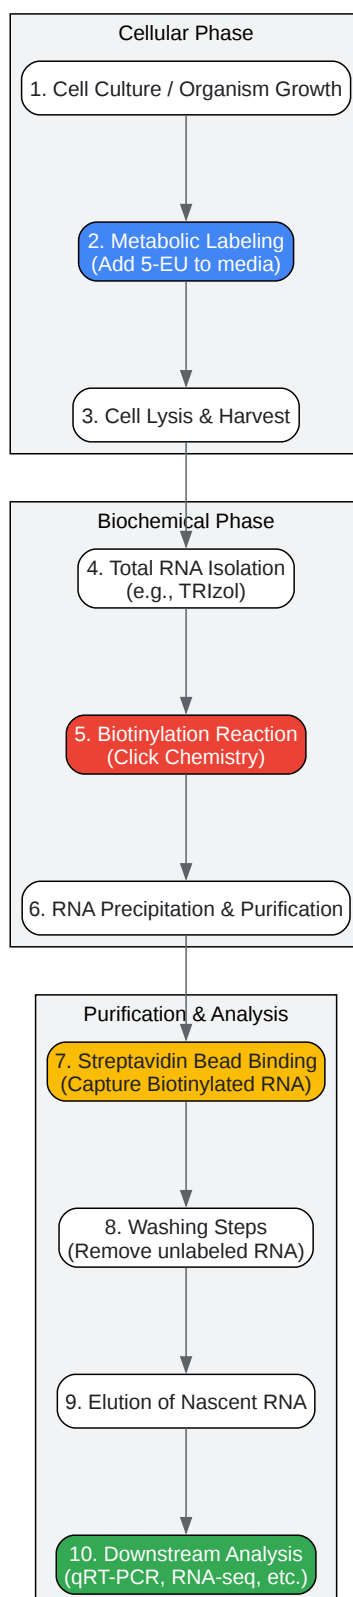 Cellular Phase
1. Cell Culture / Organism Growth
2. Metabolic Labeling
(Add 5-EU to media)
3. Cell Lysis & Harvest
Biochemical Phase
4. Total RNA Isolation
(e.g., TRIzol)
5. Biotinylation Reaction
(Click Chemistry)
6. RNA Precipitation & Purification
Purification & Analysis
7. Streptavidin Bead Binding
(Capture Biotinylated RNA)
8. Washing Steps
(Remove unlabeled RNA)
9. Elution of Nascent RNA
10. Downstream Analysis
(qRT-PCR, RNA-seq, etc.)